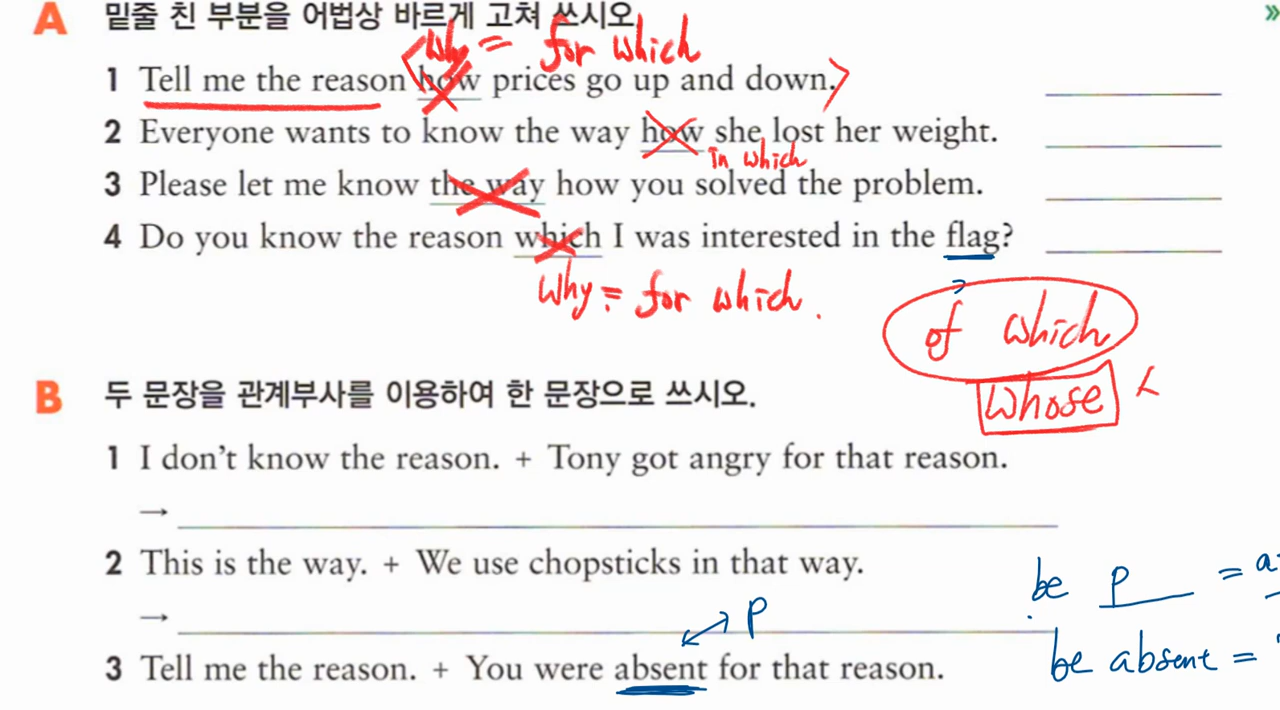 A 밑줄 친 부분을 어법상 바르게 고쳐 쓰시오. »
why = for which
1 Tell me the reason how prices go up and down.
2 Everyone wants to know the way how she lost her weight.
in which
3 Please let me know the way how you solved the problem.
4 Do you know the reason which I was interested in the flag?
why = for which.
of which
whose
B 두 문장을 관계부사를 이용하여 한 문장으로 쓰시오.
1 I don't know the reason. + Tony got angry for that reason.
→
2 This is the way. + We use chopsticks in that way.
be p =
→
p
be absent =
3 Tell me the reason. + You were absent for that reason.